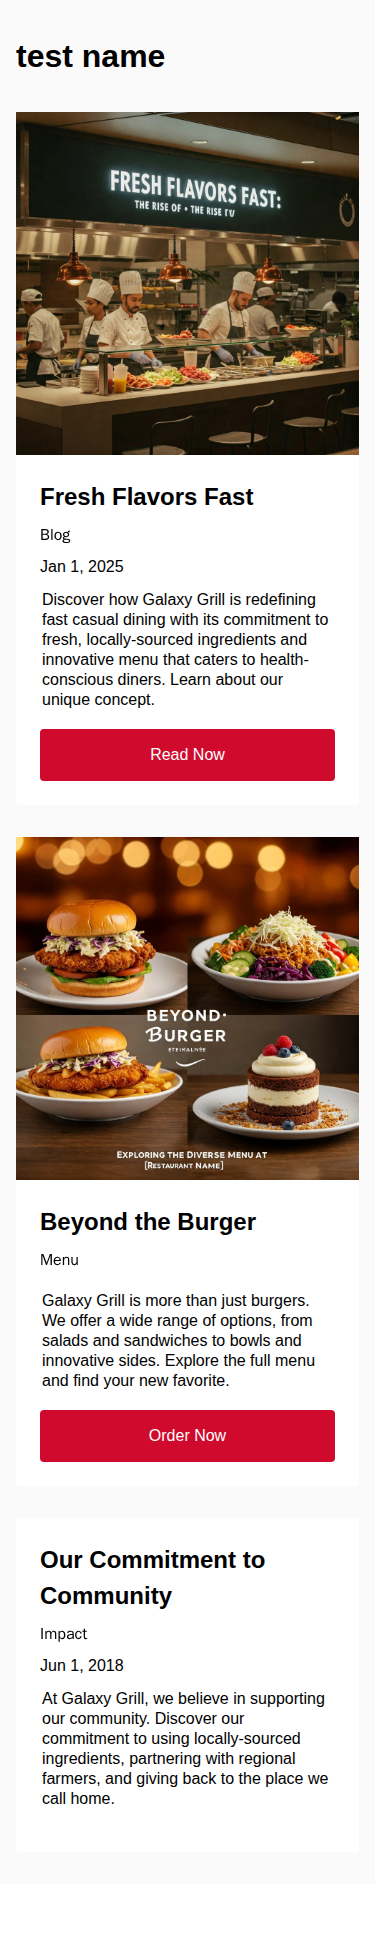 test name
FRESH FLAVORS FAST:
THE RISE OF • THE RISE
Fresh Flavors Fast
Blog
Jan 1, 2025
Discover how Galaxy Grill is redefining
fast casual dining with its commitment to
fresh, locally-sourced ingredients and
innovative menu that caters to health-
conscious diners. Learn about our
unique concept.
Read Now
BEYOND•
BURGER
EXPLORING THE DIVERSE MENU AT
[RESTAURANT NAME]
Beyond the Burger
Menu
Galaxy Grill is more than just burgers.
We offer a wide range of options, from
salads and sandwiches to bowls and
innovative sides. Explore the full menu
and find your new favorite.
Order Now
Our Commitment to
Community
Impact
Jun 1, 2018
At Galaxy Grill, we believe in supporting
our community. Discover our
commitment to using locally-sourced
ingredients, partnering with regional
farmers, and giving back to the place we
call home.